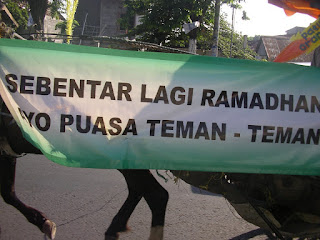 SEBENTAR LAGI RAMADHAN
YO PUASA TEMAN - TEMAN